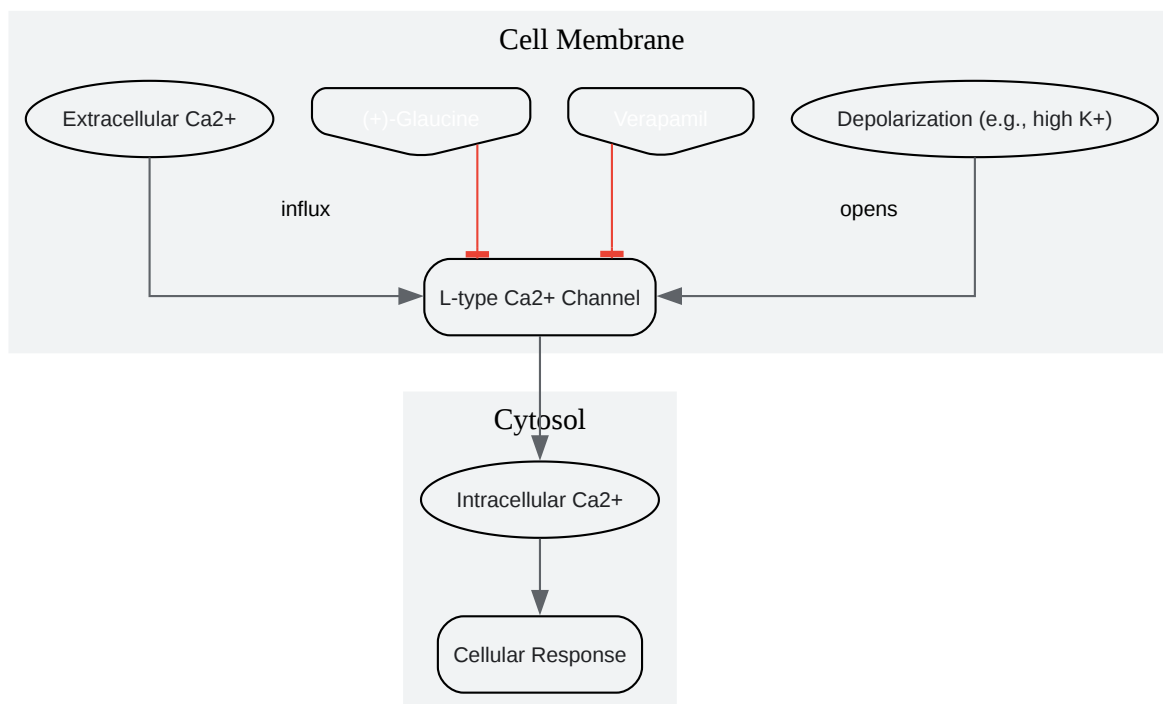 Cell Membrane
Extracellular Ca2+
(+)-Glaucine
Verapamil
Depolarization (e.g., high K+)
influx
opens
L-type Ca2+ Channel
Cytosol
Intracellular Ca2+
Cellular Response